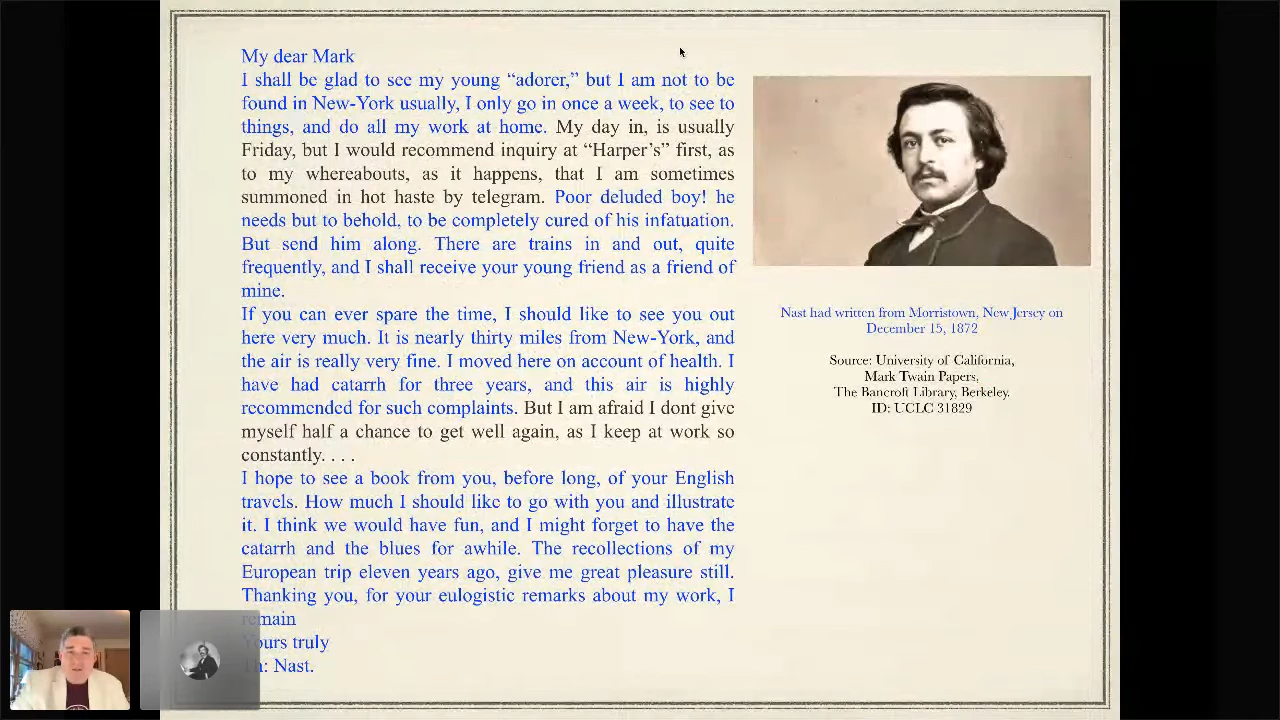 My dear Mark
I shall be glad to see my young “adorer,” but I am not to be
found in New-York usually, I only go in once a week, to see to
things, and do all my work at home. My day in, is usually
Friday, but I would recommend inquiry at “Harper’s” first, as
to my whereabouts, as it happens, that I am sometimes
summoned in hot haste by telegram. Poor deluded boy! he
needs but to behold, to be completely cured of his infatuation.
But send him along. There are trains in and out, quite
frequently, and I shall receive your young friend as a friend of
mine.
If you can ever spare the time, I should like to see you out
here very much. It is nearly thirty miles from New-York, and
the air is really very fine. I moved here on account of health. I
have had catarrh for three years, and this air is highly
recommended for such complaints. But I am afraid I dont give
myself half a chance to get well again, as I keep at work so
constantly. . . .
I hope to see a book from you, before long, of your English
travels. How much I should like to go with you and illustrate
it. I think we would have fun, and I might forget to have the
catarrh and the blues for awhile. The recollections of my
European trip eleven years ago, give me great pleasure still.
Thanking you, for your eulogistic remarks about my work, I
remain
Yours truly
Th: Nast.
Nast had written from Morristown, New Jersey on
December 15, 1872
Source: University of California,
Mark Twain Papers,
The Bancroft Library, Berkeley.
ID: UCLC 31829